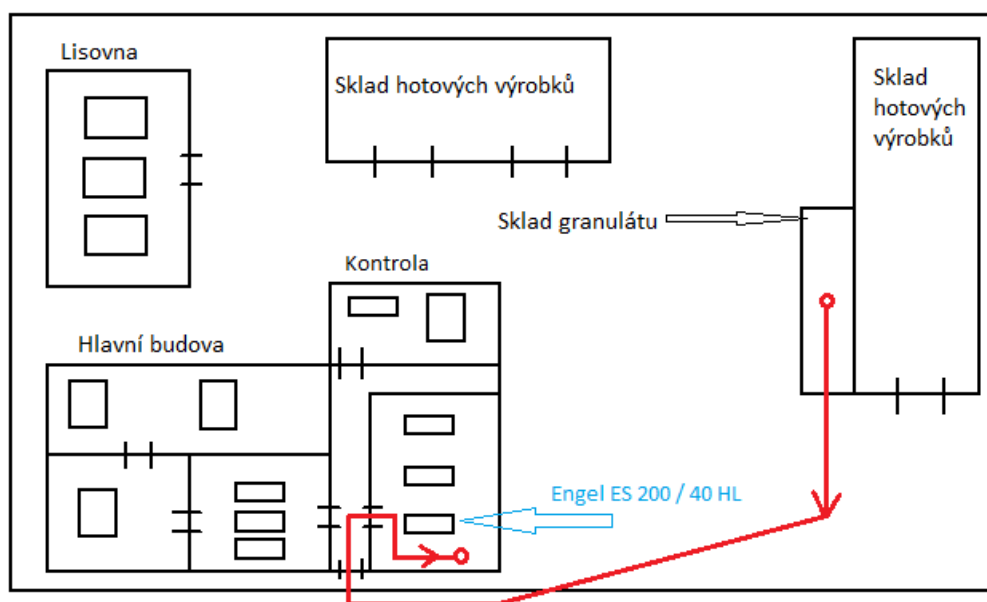 Lisovna
Sklad hotových výrobků
Sklad
hotových
výrobků
Sklad granulátu
Kontrola
Hlavní budova
Engel ES 200 / 40 HL